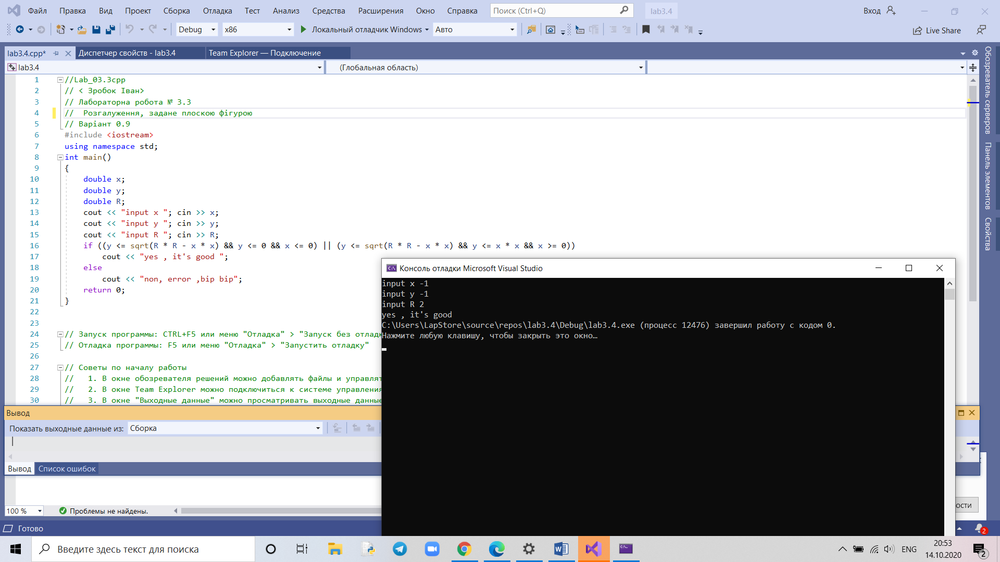 Файл Правка Вид Проект Сборка Отладка Тест Анализ Средства Расширения Окно Справка Поиск (Ctrl+Q) lab3.4 Вход
Debug x86 Локальный отладчик Windows Авто Live Share
lab3.4.cpp* Диспетчер свойств - lab3.4 Team Explorer — Подключение
lab3.4 (Глобальная область)
1 //Lab_03.3cpp
2 // < Зробок Іван>
3 // Лабораторна робота № 3.3
4 //  Розгалуження, задане плоскою фігурою
5 // Варіант 0.9
6 #include <iostream>
7 using namespace std;
8 int main()
9 {
10 double x;
11 double y;
12 double R;
13 cout << "input x "; cin >> x;
14 cout << "input y "; cin >> y;
15 cout << "input R "; cin >> R;
16 if ((y <= sqrt(R * R - x * x) && y <= 0 && x <= 0) || (y <= sqrt(R * R - x * x) && y <= x * x && x >= 0))
17 cout << "yes , it's good ";
18 else
19 cout << "non, error ,bip bip";
20 return 0;
21 }
22
23
24 // Запуск программы: CTRL+F5 или меню "Отладка" > "Запуск без отлад
25 // Отладка программы: F5 или меню "Отладка" > "Запустить отладку"
26
27 // Советы по началу работы
28 //   1. В окне обозревателя решений можно добавлять файлы и управлят
29 //   2. В окне Team Explorer можно подключиться к системе управления
30 //   3. В окне "Выходные данные" можно просматривать выходные данные
Обозреватель серверов
Панель элементов
Свойства
Консоль отладки Microsoft Visual Studio
input x -1
input y -1
input R 2
yes , it's good
C:\Users\LapStore\source\repos\lab3.4\Debug\lab3.4.exe (процесс 12476) завершил работу с кодом 0.
Нажмите любую клавишу, чтобы закрыть это окно…
Вывод
Показать выходные данные из: Сборка
Вывод Список ошибок
ости
100 % Проблемы не найдены.
Готово 2
Введите здесь текст для поиска ENG 20:53
14.10.2020 2